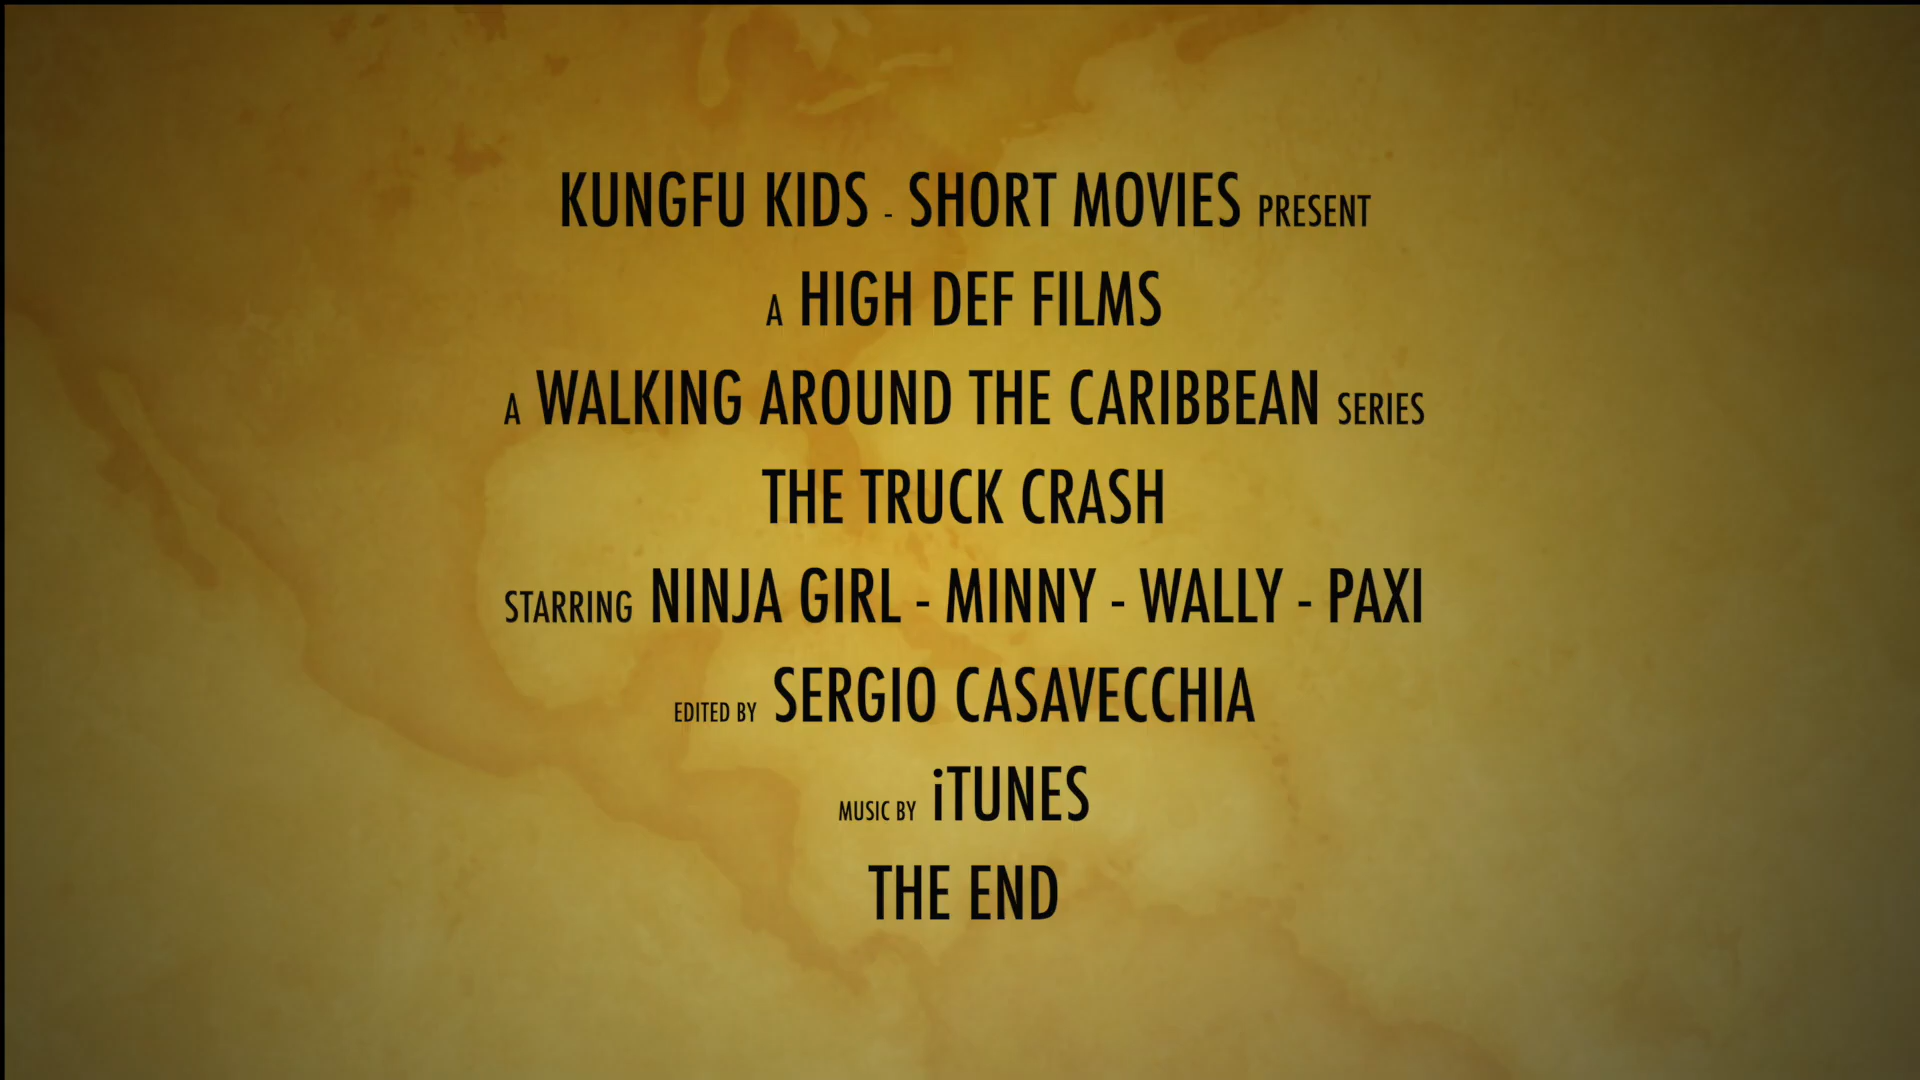 KUNGFU KIDS - SHORT MOVIES PRESENT
A HIGH DEF FILMS
A WALKING AROUND THE CARIBBEAN SERIES
THE TRUCK CRASH
STARRING NINJA GIRL - MINNY - WALLY - PAXI
EDITED BY SERGIO CASAVECCHIA
MUSIC BY iTUNES
THE END